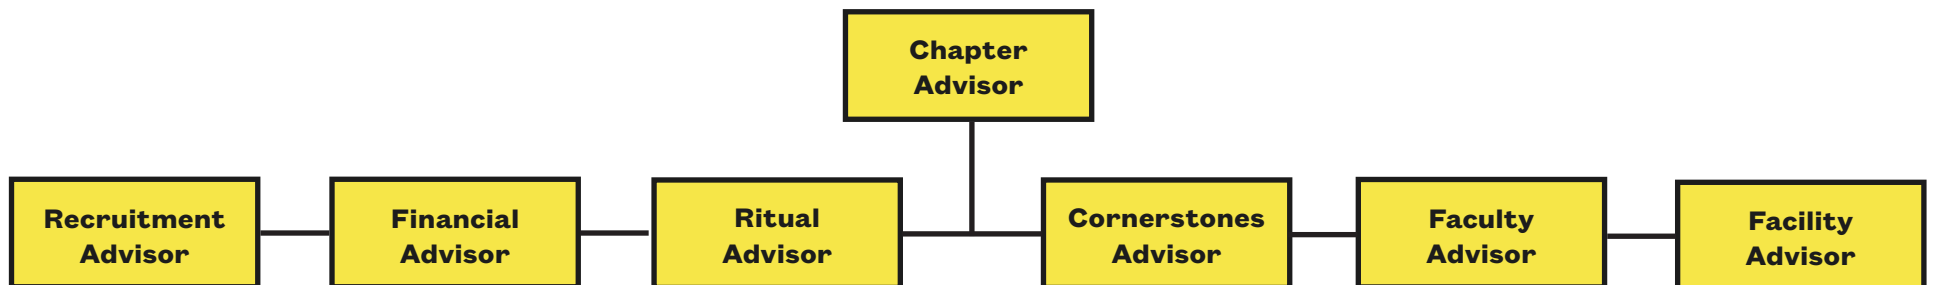 Chapter
Advisor
Recruitment
Advisor
Financial
Advisor
Ritual
Advisor
Cornerstones
Advisor
Faculty
Advisor
Facility
Advisor